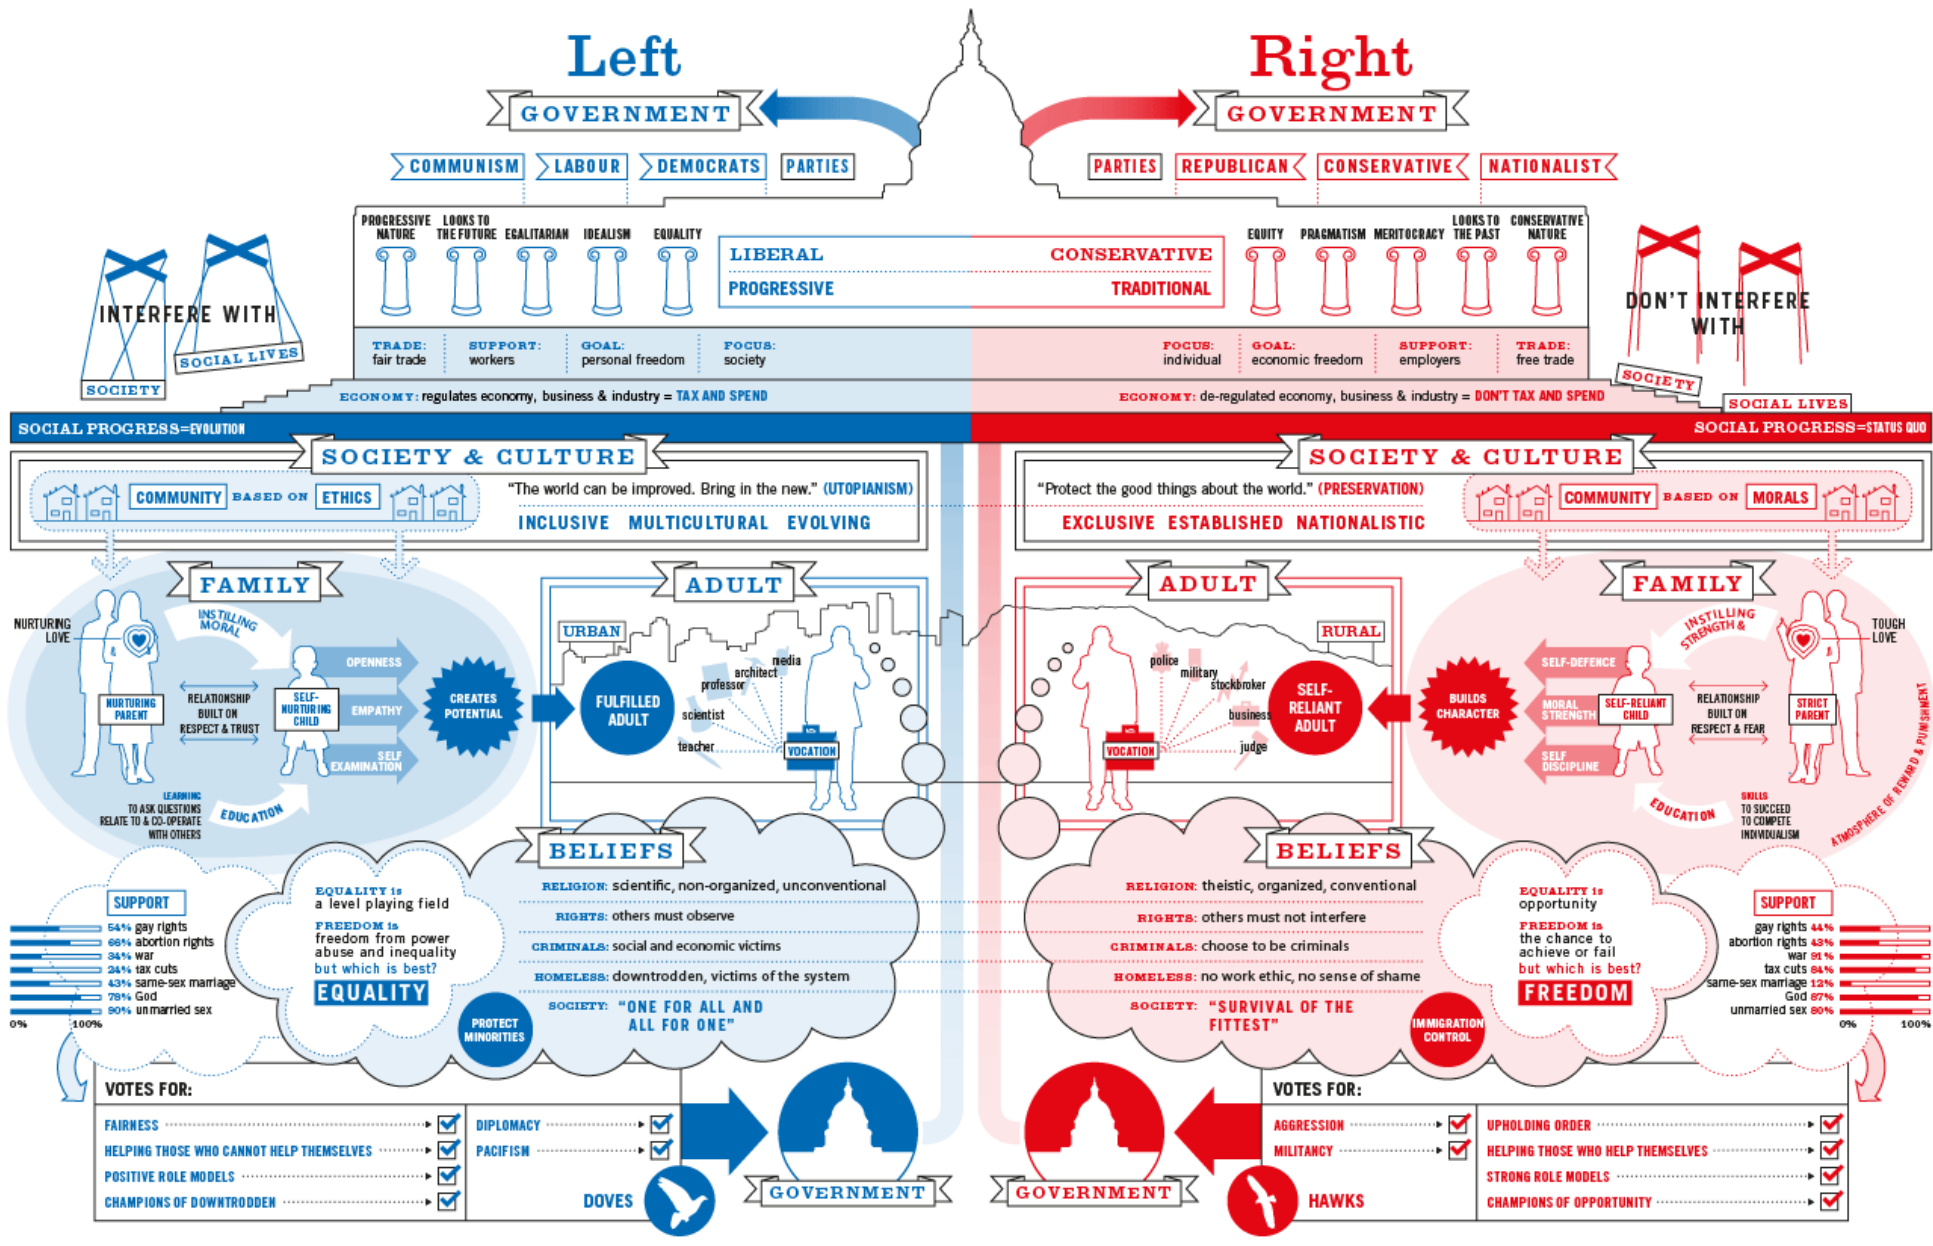 Left
Right
GOVERNMENT
GOVERNMENT
COMMUNISM
LABOUR
DEMOCRATS
PARTIES
PARTIES
REPUBLICAN
CONSERVATIVE
NATIONALIST
PROGRESSIVE
NATURE
LOOKS TO
THE FUTURE
EGALITARIAN
IDEALISM
EQUALITY
LIBERAL
CONSERVATIVE
PROGRESSIVE
TRADITIONAL
EQUITY
PRAGMATISM
MERITOCRACY
LOOKS TO
THE PAST
CONSERVATIVE
NATURE
INTERFERE WITH
SOCIAL LIVES
SOCIETY
DON'T INTERFERE
WITH
SOCIETY
SOCIAL LIVES
TRADE:
fair trade
SUPPORT:
workers
GOAL:
personal freedom
FOCUS:
society
FOCUS:
individual
GOAL:
economic freedom
SUPPORT:
employers
TRADE:
free trade
ECONOMY: regulates economy, business & industry = TAX AND SPEND
ECONOMY: de-regulated economy, business & industry = DON'T TAX AND SPEND
SOCIAL PROGRESS=EVOLUTION
SOCIAL PROGRESS=STATUS QUO
SOCIETY & CULTURE
COMMUNITY BASED ON ETHICS
"The world can be improved. Bring in the new." (UTOPIANISM)
INCLUSIVE MULTICULTURAL EVOLVING
SOCIETY & CULTURE
"Protect the good things about the world." (PRESERVATION)
EXCLUSIVE ESTABLISHED NATIONALISTIC
COMMUNITY BASED ON MORALS
FAMILY
NURTURING
LOVE
INSTILLING
MORAL
NURTURING
PARENT
RELATIONSHIP
BUILT ON
RESPECT & TRUST
SELF-
NURTURING
CHILD
OPENNESS
EMPATHY
SELF
EXAMINATION
CREATES
POTENTIAL
LEARNING
TO ASK QUESTIONS
RELATE TO & CO-OPERATE
WITH OTHERS
EDUCATION
ADULT
URBAN
FULFILLED
ADULT
media
architect
professor
scientist
teacher
VOCATION
ADULT
RURAL
police
military
stockbroker
business
judge
VOCATION
SELF-
RELIANT
ADULT
FAMILY
INSTILLING
STRENGTH &
TOUGH
LOVE
BUILDS
CHARACTER
SELF-DEFENCE
MORAL
STRENGTH
SELF
DISCIPLINE
SELF-RELIANT
CHILD
RELATIONSHIP
BUILT ON
RESPECT & FEAR
STRICT
PARENT
EDUCATION
SKILLS
TO SUCCEED
TO COMPETE
INDIVIDUALISM
ATMOSPHERE OF REWARD & PUNISHMENT
BELIEFS
RELIGION: scientific, non-organized, unconventional
RIGHTS: others must observe
CRIMINALS: social and economic victims
HOMELESS: downtrodden, victims of the system
SOCIETY: "ONE FOR ALL AND
ALL FOR ONE"
BELIEFS
RELIGION: theistic, organized, conventional
RIGHTS: others must not interfere
CRIMINALS: choose to be criminals
HOMELESS: no work ethic, no sense of shame
SOCIETY: "SURVIVAL OF THE
FITTEST"
SUPPORT
54% gay rights
66% abortion rights
34% war
24% tax cuts
43% same-sex marriage
78% God
90% unmarried sex
0% 100%
EQUALITY is
a level playing field
FREEDOM is
freedom from power
abuse and inequality
but which is best?
EQUALITY
PROTECT
MINORITIES
IMMIGRATION
CONTROL
EQUALITY is
opportunity
FREEDOM is
the chance to
achieve or fail
but which is best?
FREEDOM
SUPPORT
gay rights 44%
abortion rights 43%
war 91%
tax cuts 84%
same-sex marriage 12%
God 87%
unmarried sex 80%
0% 100%
VOTES FOR:
FAIRNESS
HELPING THOSE WHO CANNOT HELP THEMSELVES
POSITIVE ROLE MODELS
CHAMPIONS OF DOWNTRODDEN
DIPLOMACY
PACIFISM
DOVES
GOVERNMENT
GOVERNMENT
VOTES FOR:
AGGRESSION
MILITANCY
HAWKS
UPHOLDING ORDER
HELPING THOSE WHO HELP THEMSELVES
STRONG ROLE MODELS
CHAMPIONS OF OPPORTUNITY